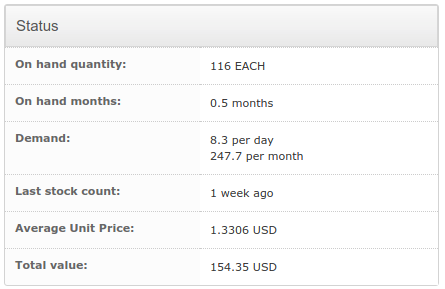 Status
On hand quantity: 116 EACH
On hand months: 0.5 months
Demand: 8.3 per day
247.7 per month
Last stock count: 1 week ago
Average Unit Price: 1.3306 USD
Total value: 154.35 USD